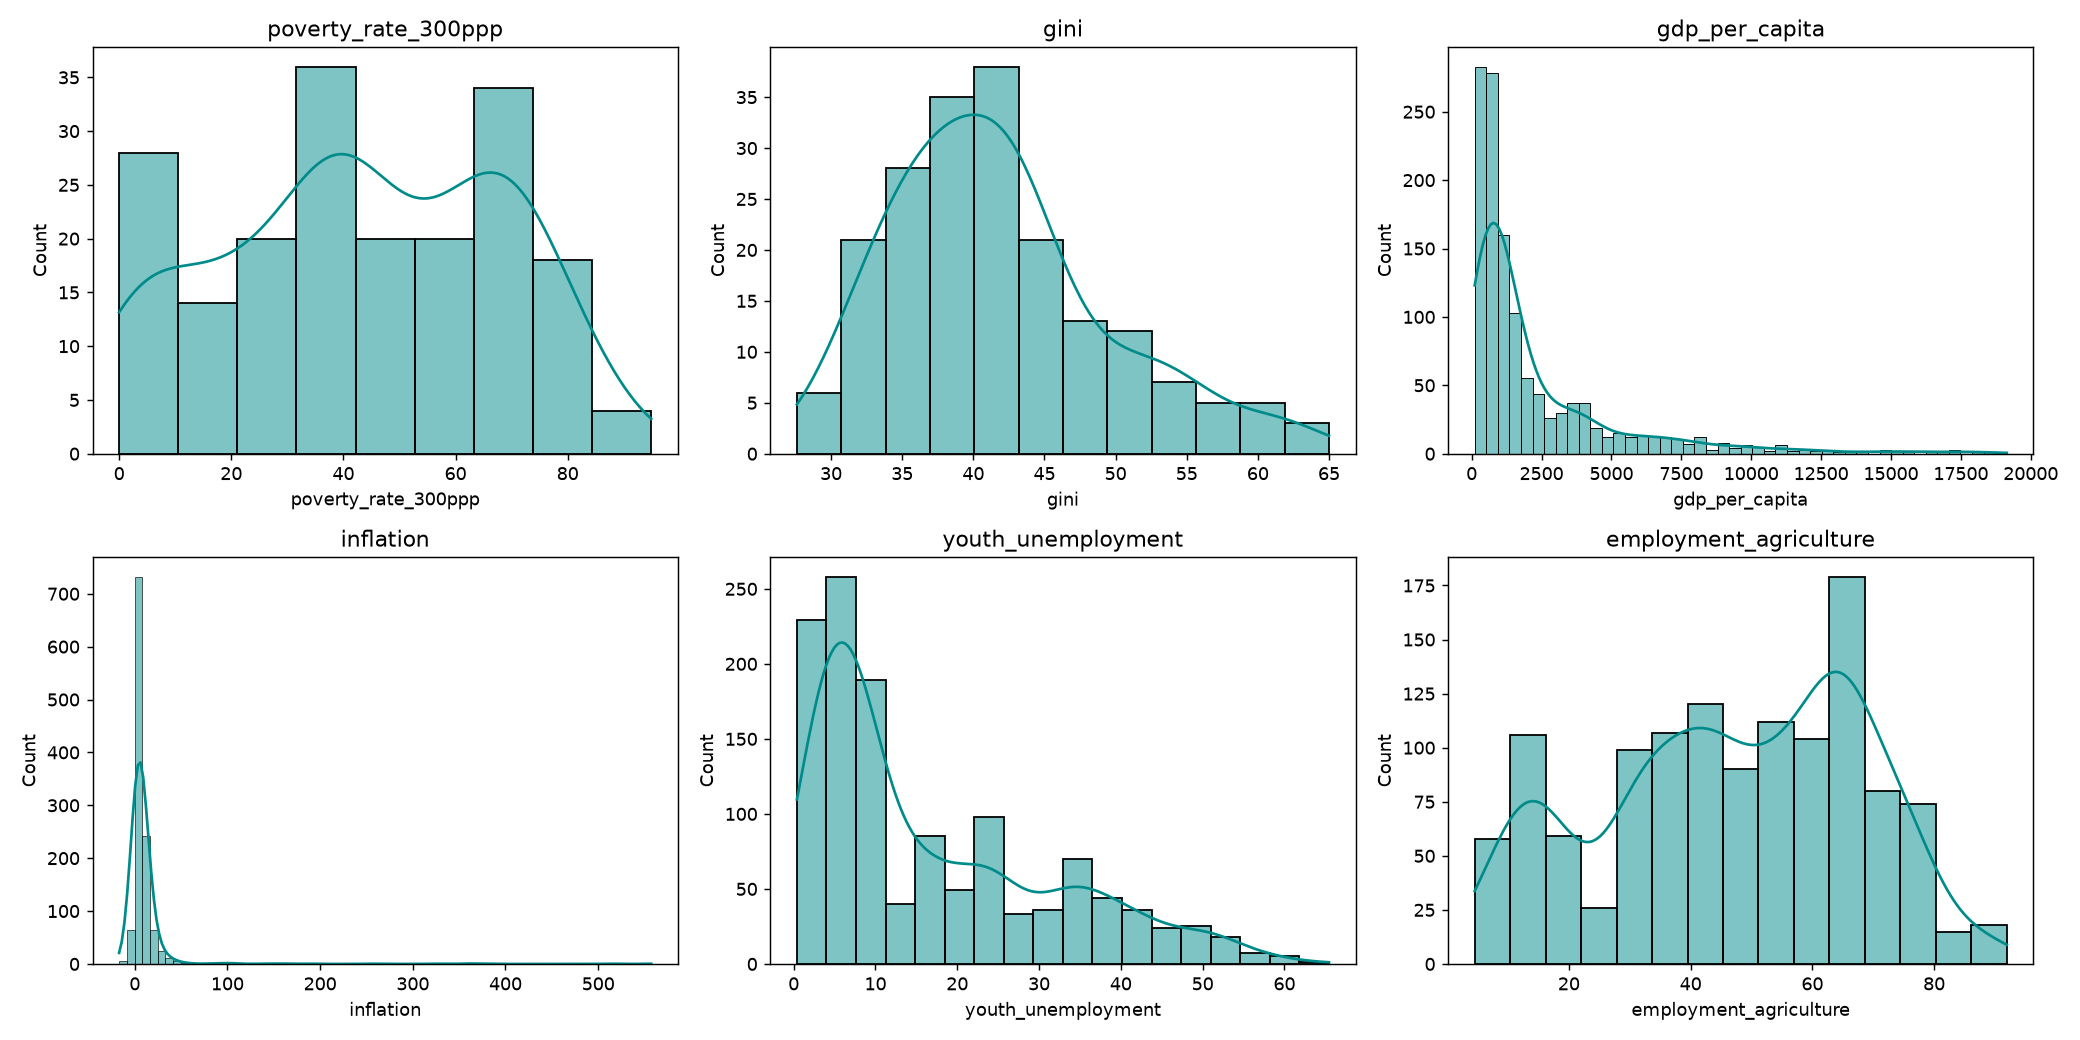 poverty_rate_300ppp
gini
gdp_per_capita
35
30
25
20
15
10
5
0
Count
0 20 40 60 80
poverty_rate_300ppp
35
30
25
20
15
10
5
0
Count
30 35 40 45 50 55 60 65
gini
250
200
150
100
50
0
Count
0 2500 5000 7500 10000 12500 15000 17500 20000
gdp_per_capita
inflation
youth_unemployment
employment_agriculture
700
600
500
400
300
200
100
0
Count
0 100 200 300 400 500
inflation
250
200
150
100
50
0
Count
0 10 20 30 40 50 60
youth_unemployment
175
150
125
100
75
50
25
0
Count
20 40 60 80
employment_agriculture